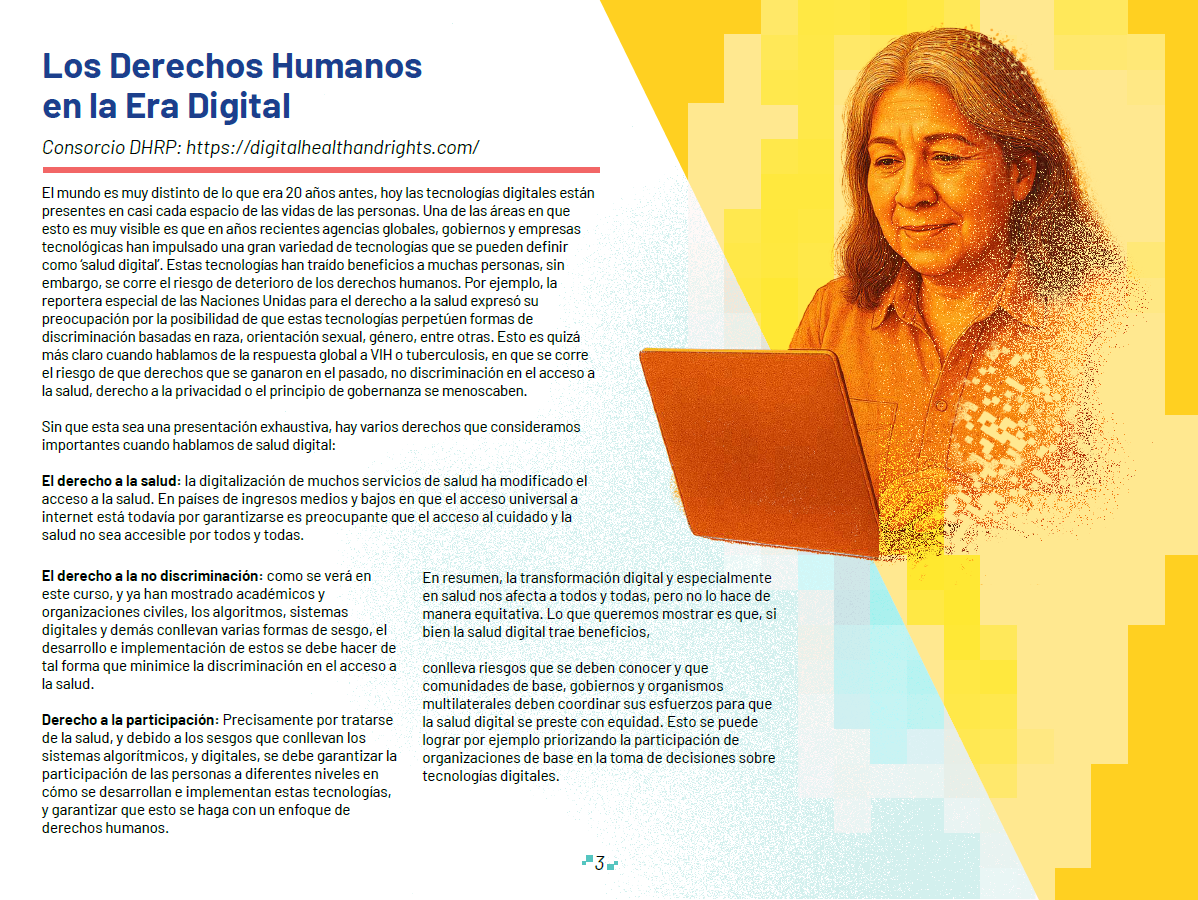 Los Derechos Humanos
en la Era Digital
Consorcio DHRP: https://digitalhealthandrights.com/
El mundo es muy distinto de lo que era 20 años antes, hoy las tecnologías digitales están
presentes en casi cada espacio de las vidas de las personas. Una de las áreas en que
esto es muy visible es que en años recientes agencias globales, gobiernos y empresas
tecnológicas han impulsado una gran variedad de tecnologías que se pueden definir
como ‘salud digital’. Estas tecnologías han traído beneficios a muchas personas, sin
embargo, se corre el riesgo de deterioro de los derechos humanos. Por ejemplo, la
reportera especial de las Naciones Unidas para el derecho a la salud expresó su
preocupación por la posibilidad de que estas tecnologías perpetúen formas de
discriminación basadas en raza, orientación sexual, género, entre otras. Esto es quizá
más claro cuando hablamos de la respuesta global a VIH o tuberculosis, en que se corre
el riesgo de que derechos que se ganaron en el pasado, no discriminación en el acceso a
la salud, derecho a la privacidad o el principio de gobernanza se menoscaben.
Sin que esta sea una presentación exhaustiva, hay varios derechos que consideramos
importantes cuando hablamos de salud digital:
El derecho a la salud: la digitalización de muchos servicios de salud ha modificado el
acceso a la salud. En países de ingresos medios y bajos en que el acceso universal a
internet está todavía por garantizarse es preocupante que el acceso al cuidado y la
salud no sea accesible por todos y todas.
El derecho a la no discriminación: como se verá en
este curso, y ya han mostrado académicos y
organizaciones civiles, los algoritmos, sistemas
digitales y demás conllevan varias formas de sesgo, el
desarrollo e implementación de estos se debe hacer de
tal forma que minimice la discriminación en el acceso a
la salud.
Derecho a la participación: Precisamente por tratarse
de la salud, y debido a los sesgos que conllevan los
sistemas algorítmicos, y digitales, se debe garantizar la
participación de las personas a diferentes niveles en
cómo se desarrollan e implementan estas tecnologías,
y garantizar que esto se haga con un enfoque de
derechos humanos.
En resumen, la transformación digital y especialmente
en salud nos afecta a todos y todas, pero no lo hace de
manera equitativa. Lo que queremos mostrar es que, si
bien la salud digital trae beneficios,
conlleva riesgos que se deben conocer y que
comunidades de base, gobiernos y organismos
multilaterales deben coordinar sus esfuerzos para que
la salud digital se preste con equidad. Esto se puede
lograr por ejemplo priorizando la participación de
organizaciones de base en la toma de decisiones sobre
tecnologías digitales.
3